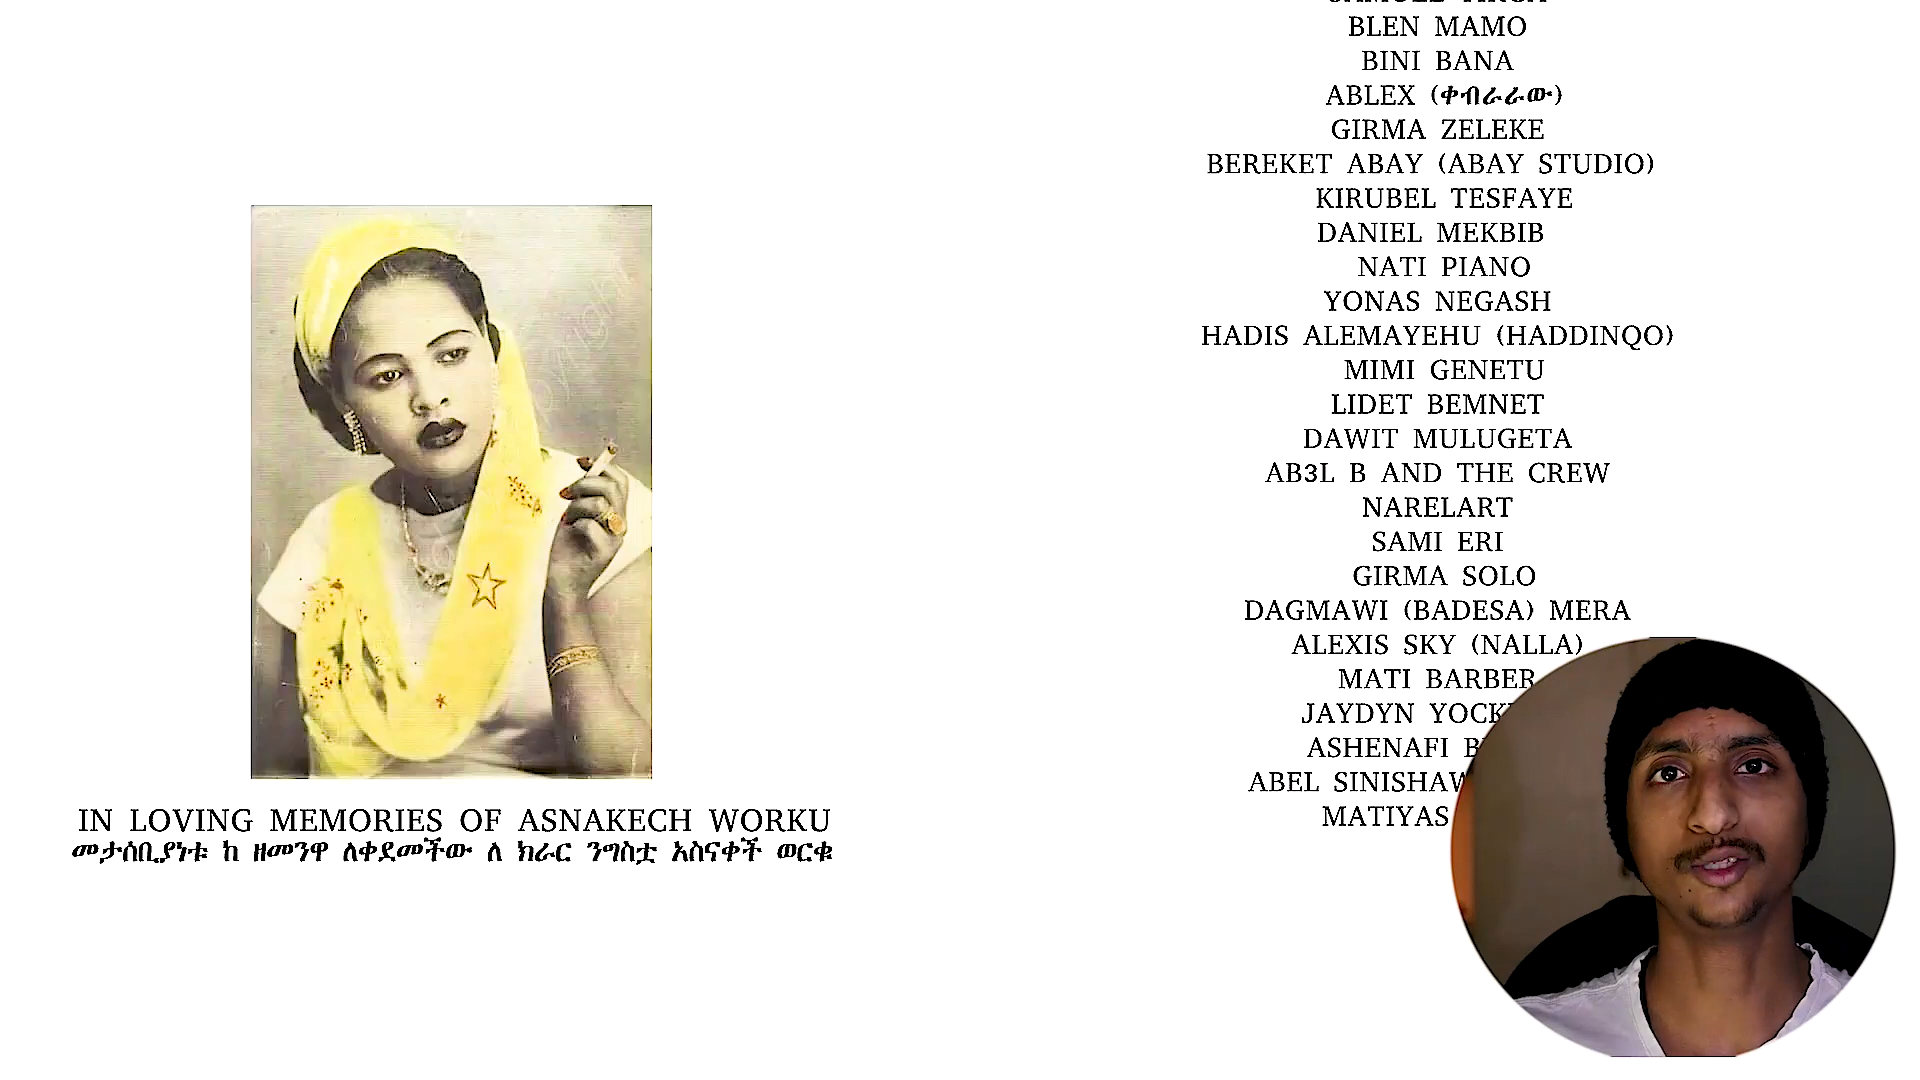 IN LOVING MEMORIES OF ASNAKECH WORKU
መታሰቢያነቱ ከ ዘመንዋ ለቀደመችው ለ ክራር ንግስቷ አስናቀች ወርቁ
BLEN MAMO
BINI BANA
ABLEX (ቀብራራው)
GIRMA ZELEKE
BEREKET ABAY (ABAY STUDIO)
KIRUBEL TESFAYE
DANIEL MEKBIB
NATI PIANO
YONAS NEGASH
HADIS ALEMAYEHU (HADDINQO)
MIMI GENETU
LIDET BEMNET
DAWIT MULUGETA
AB3L B AND THE CREW
NARELART
SAMI ERI
GIRMA SOLO
DAGMAWI (BADESA) MERA
ALEXIS SKY (NALLA)
MATI BARBER
JAYDYN
ASHENAFI
ABEL
MATIYAS